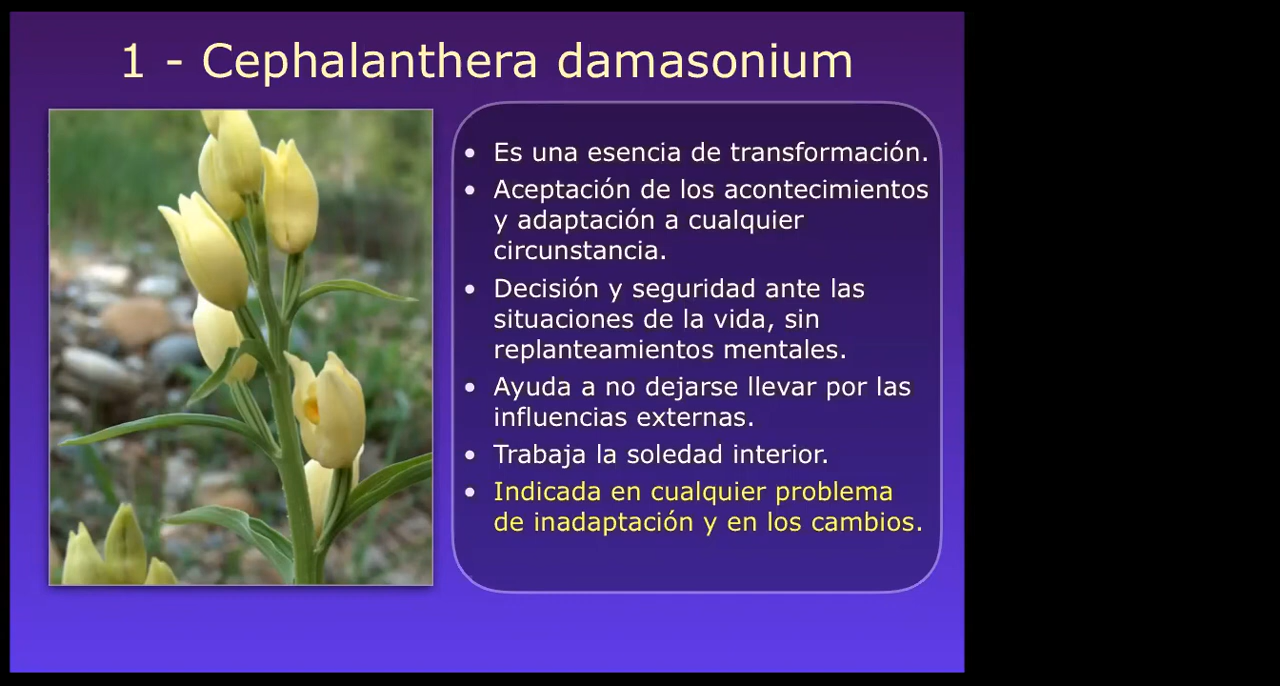 1 - Cephalanthera damasonium
• Es una esencia de transformación.
• Aceptación de los acontecimientos
y adaptación a cualquier
circunstancia.
• Decisión y seguridad ante las
situaciones de la vida, sin
replanteamientos mentales.
• Ayuda a no dejarse llevar por las
influencias externas.
• Trabaja la soledad interior.
• Indicada en cualquier problema
de inadaptación y en los cambios.